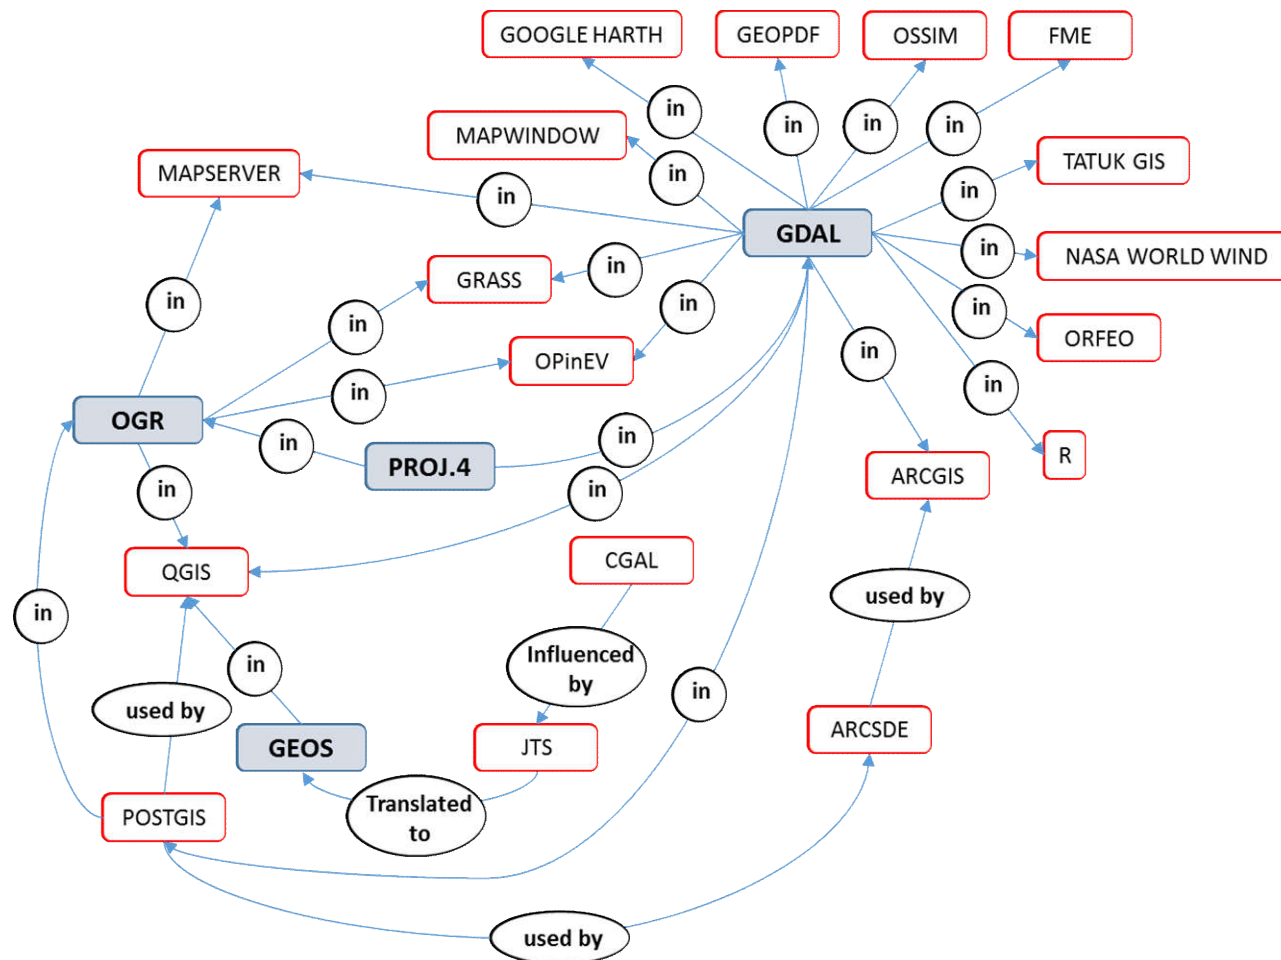 GOOGLE HARTH
GEOPDF
OSSIM
FME
in
in
in
in
MAPWINDOW
TATUK GIS
MAPSERVER
in
in
in
in
GDAL
in
NASA WORLD WIND
GRASS
in
in
in
in
in
ORFEO
in
OPinEV
in
in
in
OGR
in
in
PROJ.4
R
ARCGIS
in
in
CGAL
QGIS
used by
in
Influenced
by
in
in
used by
GEOS
JTS
ARCSDE
Translated
to
POSTGIS
used by